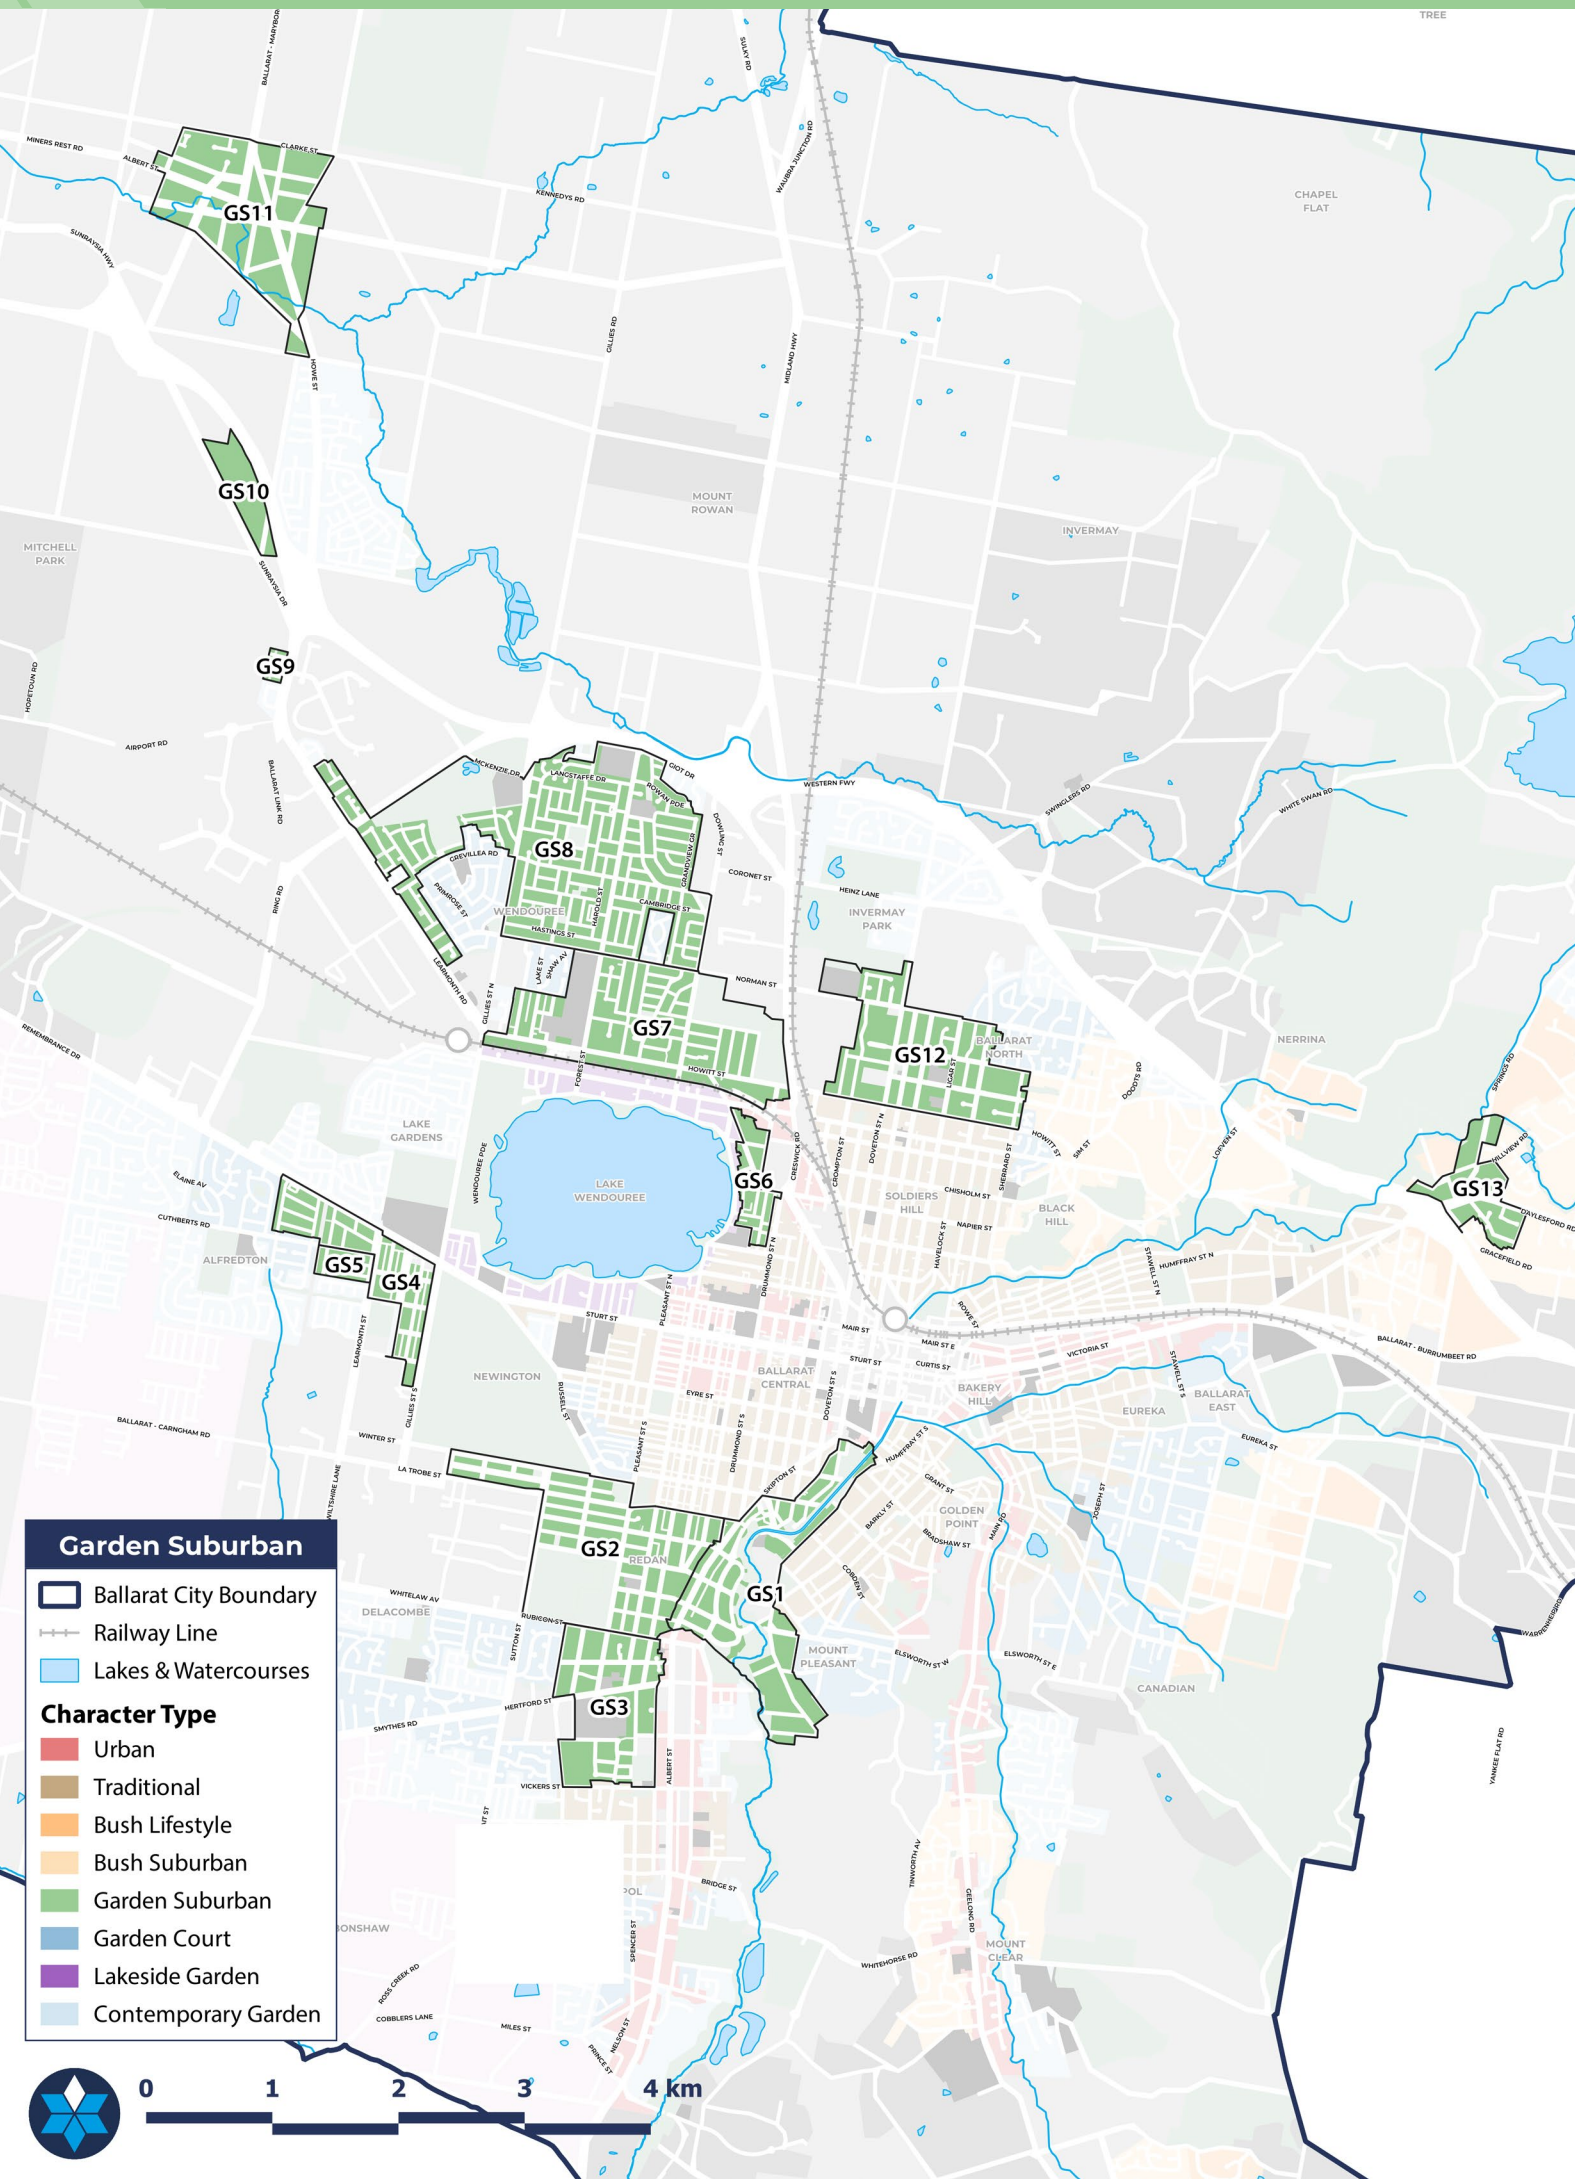 TREE
BALLARAT - MARYBOR
SULKY RD
WAUBRA JUNCTION RD
MINERS REST RD
ALBERT ST
CLARKE ST
KENNEDYS RD
CHAPEL
FLAT
GS11
SUNRAYSIA HWY
GILLIES RD
MIDLAND HWY
HOWE ST
GS10
MOUNT
ROWAN
INVERMAY
MITCHELL
PARK
SUNRAYSIA DR
HOPETOUN RD
GS9
AIRPORT RD
BALLARAT LINK RD
MCKENZIE DR
LANGSTAFFE DR
GIOT DR
ROWAN PDE
WESTERN FWY
SWINGLERS RD
WHITE SWAN RD
DOWLING ST
GS8
GREVILLEA RD
GRANDVIEW GR
CORONET ST
PRIMROSE ST
HAROLD ST
CAMBRIDGE ST
HEINZ LANE
RING RD
WENDOUREE
INVERMAY
PARK
HASTINGS ST
LAKE ST
SHAW AV
LEARMONTH RD
GILLIES ST N
NORMAN ST
REMEMBRANCE DR
GS7
GS12
BALLARAT
NORTH
NERRINA
FOREST ST
HOWITT ST
LIGAR ST
DOODTS RD
SPRINGS RD
LAKE
GARDENS
WENDOUREE PDE
CRESWICK RD
CROMPTON ST
DOVETON ST N
SHERRARD ST
HOWITT ST
SIM ST
LOFVEN ST
HILLVIEW RD
ELAINE AV
LAKE
WENDOUREE
GS6
SOLDIERS
HILL
CHISHOLM ST
BLACK
HILL
GS13
CUTHBERTS RD
NAPIER ST
DAYLESFORD RD
ALFREDTON
GS5
GS4
DRUMMOND ST N
HAVELOCK ST
STAWELL ST N
HUMFFRAY ST N
GRACEFIELD RD
PLEASANT ST N
ROWE ST
STURT ST
MAIR ST
MAIR ST E
LEARMONTH ST
VICTORIA ST
BALLARAT - BURRUMBEET RD
STURT ST
CURTIS ST
NEWINGTON
BALLARAT
CENTRAL
EYRE ST
DOVETON ST S
BAKERY
HILL
STAWELL ST S
BALLARAT
EAST
RUSSELL ST
GILLIES ST S
EUREKA
BALLARAT - CARNGHAM RD
WINTER ST
PLEASANT ST S
DRUMMOND ST S
HUMFFRAY ST S
EUREKA ST
LA TROBE ST
SKIPTON ST
GRANT ST
WILTSHIRE LANE
BARKLY ST
GOLDEN
POINT
MAIN RD
JOSEPH ST
BRADSHAW ST
GS2
REDAN
COBDEN ST
GS1
WHITELAW AV
DELACOMBE
RUBICON ST
SUTTON ST
MOUNT
PLEASANT
ELSWORTH ST W
ELSWORTH ST E
WARRENHEIP RD
CANADIAN
HERTFORD ST
GS3
SMYTHES RD
ALBERT ST
YANKEE FLAT RD
VICKERS ST
TINWORTH AV
BRIDGE ST
GEELONG RD
POL
BONSHAW
SPENCER ST
MOUNT
CLEAR
WHITEHORSE RD
ROSS CREEK RD
COBBLERS LANE
MILES ST
NELSON ST
PRINCE ST
Garden Suburban
Ballarat City Boundary
Railway Line
Lakes & Watercourses
Character Type
Urban
Traditional
Bush Lifestyle
Bush Suburban
Garden Suburban
Garden Court
Lakeside Garden
Contemporary Garden
0 1 2 3 4 km